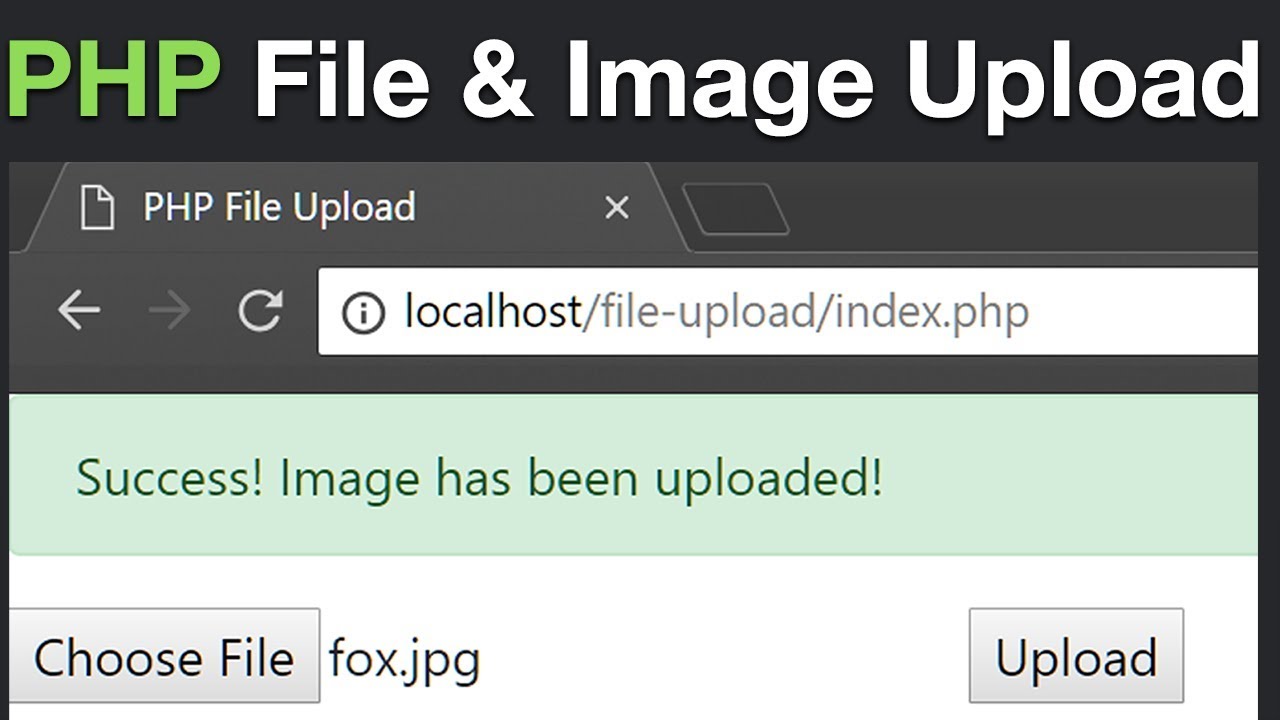 PHP File & Image Upload
PHP File Upload
localhost/file-upload/index.php
Success! Image has been uploaded!
Choose File fox.jpg Upload